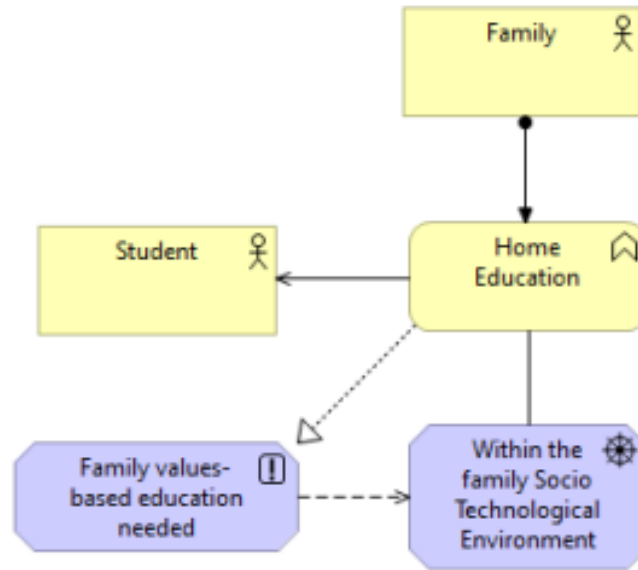 Family
Student
Home
Education
Family values-
based education
needed
Within the
family Socio
Technological
Environment